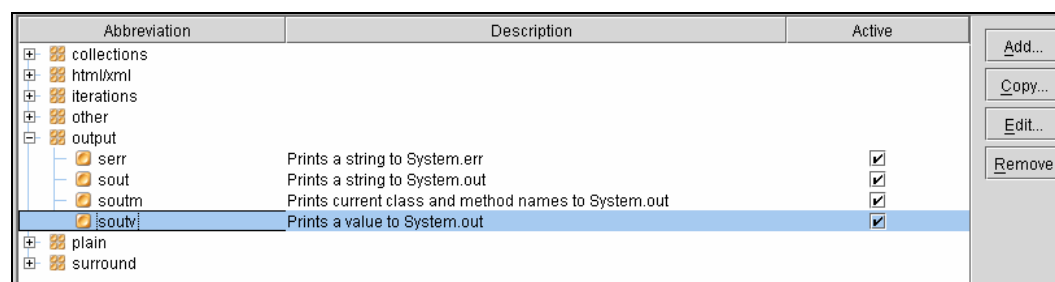 Abbreviation Description Active
collections
html/xml
iterations
other
output
serr Prints a string to System.err
sout Prints a string to System.out
soutm Prints current class and method names to System.out
soutv Prints a value to System.out
plain
surround
Add...
Copy...
Edit...
Remove